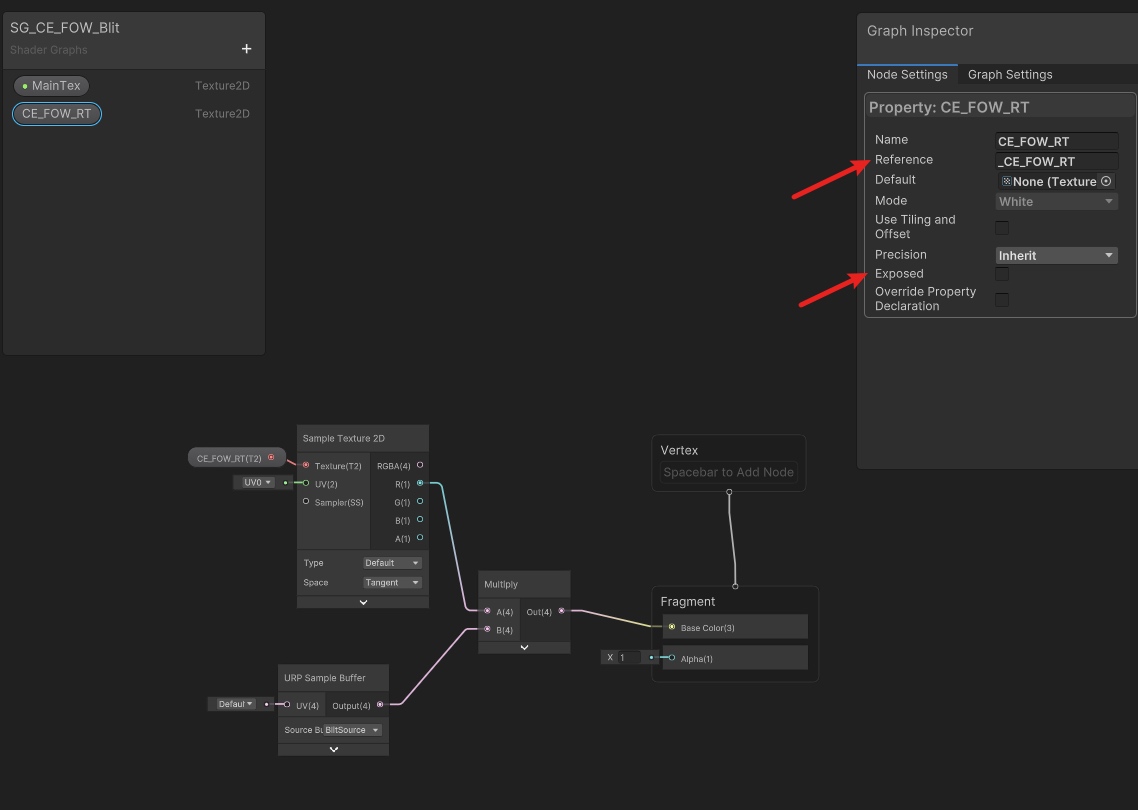 SG_CE_FOW_Blit
Shader Graphs
+
MainTex Texture2D
CE_FOW_RT Texture2D
Graph Inspector
Node Settings Graph Settings
Property: CE_FOW_RT
Name CE_FOW_RT
Reference _CE_FOW_RT
Default None (Texture
Mode White
Use Tiling and
Offset
Precision Inherit
Exposed
Override Property
Declaration
CE_FOW_RT(T2)
UV0
Sample Texture 2D
Texture(T2) RGBA(4)
UV(2) R(1)
Sampler(SS) G(1)
B(1)
A(1)
Type Default
Space Tangent
Vertex
Spacebar to Add Node
Multiply
A(4) Out(4)
B(4)
Fragment
Base Color(3)
X 1 Alpha(1)
URP Sample Buffer
Defaul UV(4) Output(4)
Source Bu BlitSource